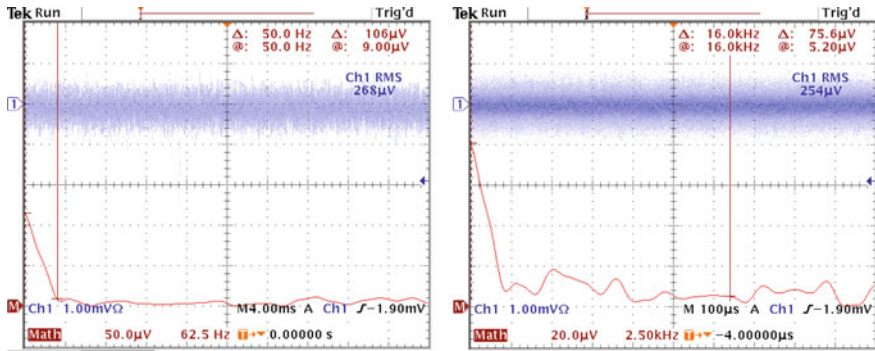 Tek Run Trig'd
Δ: 50.0 Hz Δ: 106µV
@: 50.0 Hz @: 9.00µV
Ch1 RMS
268µV
1
M
Ch1 1.00mVΩ M4.00ms A Ch1 ʃ-1.90mV
Math 50.0µV 62.5 Hz T→▼ 0.00000 s
Tek Run Trig'd
Δ: 16.0kHz Δ: 75.6µV
@: 16.0kHz @: 5.20µV
Ch1 RMS
254µV
1
M
Ch1 1.00mVΩ M 100µs A Ch1 ʃ-1.90mV
Math 20.0µV 2.50kHz T→▼ -4.00000µs